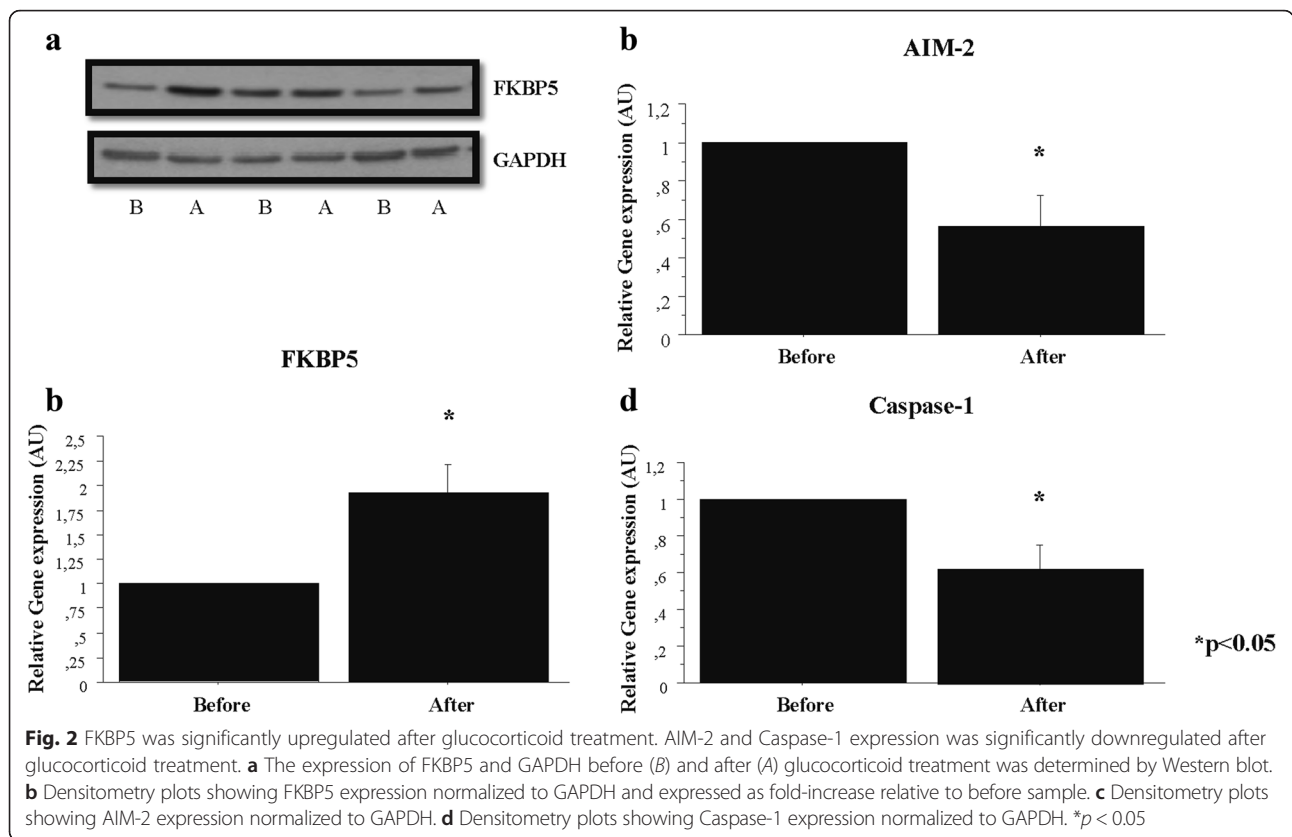 a
FKBP5
GAPDH
B A B A B A
b
AIM-2
Relative Gene expression (AU)
1,2
1
,8
,6
,4
,2
0
*
Before After
FKBP5
b
Relative Gene expression (AU)
2,5
2,25
2
1,75
1,5
1,25
1
,75
,5
,25
0
*
Before After
d
Caspase-1
Relative Gene expression (AU)
1,2
1
,8
,6
,4
,2
0
*
Before After
*p<0.05
Fig. 2 FKBP5 was significantly upregulated after glucocorticoid treatment. AIM-2 and Caspase-1 expression was significantly downregulated after
glucocorticoid treatment. a The expression of FKBP5 and GAPDH before (B) and after (A) glucocorticoid treatment was determined by Western blot.
b Densitometry plots showing FKBP5 expression normalized to GAPDH and expressed as fold-increase relative to before sample. c Densitometry plots
showing AIM-2 expression normalized to GAPDH. d Densitometry plots showing Caspase-1 expression normalized to GAPDH. *p < 0.05